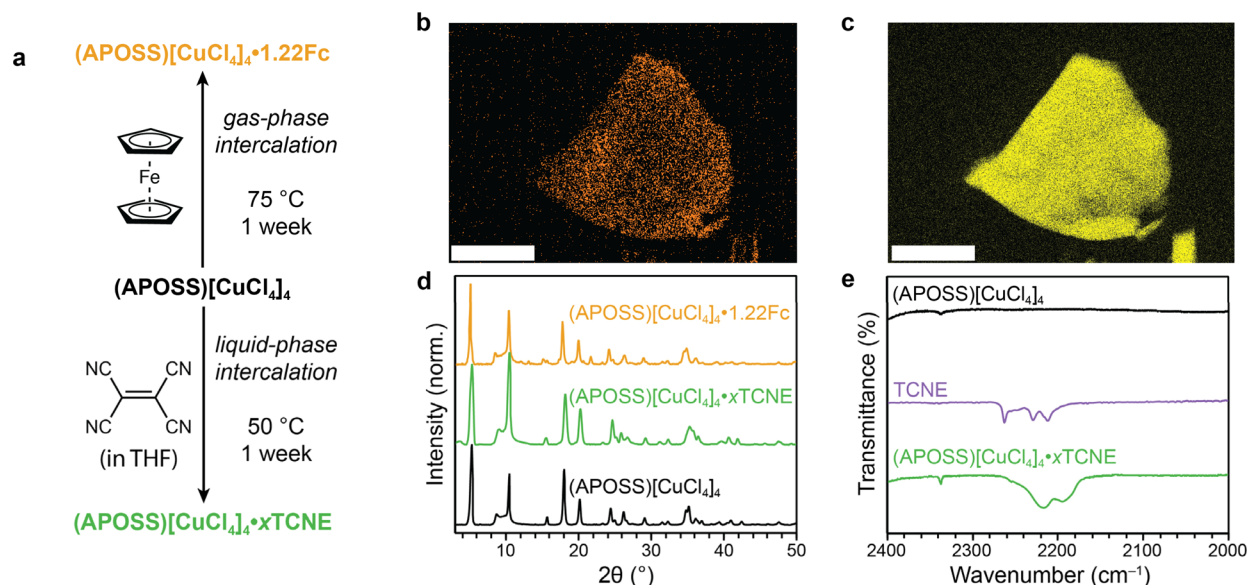 a
(APOSS)[CuCl₄]₄•1.22Fc
gas-phase
intercalation
Fe
75 °C
1 week
(APOSS)[CuCl₄]₄
liquid-phase
intercalation
CN
CN
NC
CN
50 °C
1 week
(in THF)
(APOSS)[CuCl₄]₄•xTCNE
b
c
d
(APOSS)[CuCl₄]₄•1.22Fc
(APOSS)[CuCl₄]₄•xTCNE
(APOSS)[CuCl₄]₄
Intensity (norm.)
10 20 30 40 50
2θ (°)
e
(APOSS)[CuCl₄]₄
TCNE
(APOSS)[CuCl₄]₄•xTCNE
Transmittance (%)
2400 2300 2200 2100 2000
Wavenumber (cm⁻¹)